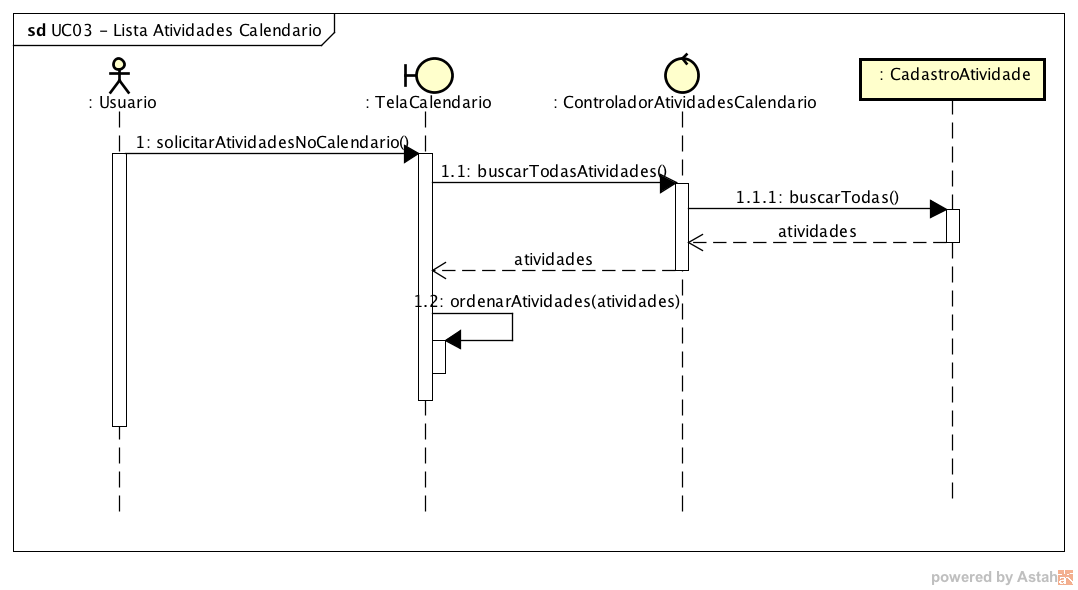 sd UC03 - Lista Atividades Calendario
: Usuario
: TelaCalendario
: ControladorAtividadesCalendario
: CadastroAtividade
1: solicitarAtividadesNoCalendario()
1.1: buscarTodasAtividades()
1.1.1: buscarTodas()
atividades
atividades
1.2: ordenarAtividades(atividades)
powered by Astah